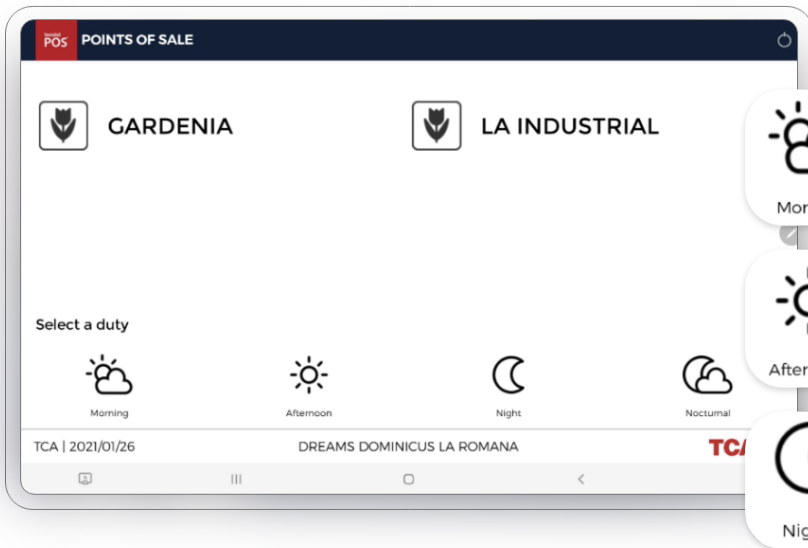 POS POINTS OF SALE
GARDENIA
LA INDUSTRIAL
Select a duty
Morning
Afternoon
Night
Nocturnal
TCA | 2021/01/26
DREAMS DOMINICUS LA ROMANA
TCA
Mor
After
Nig